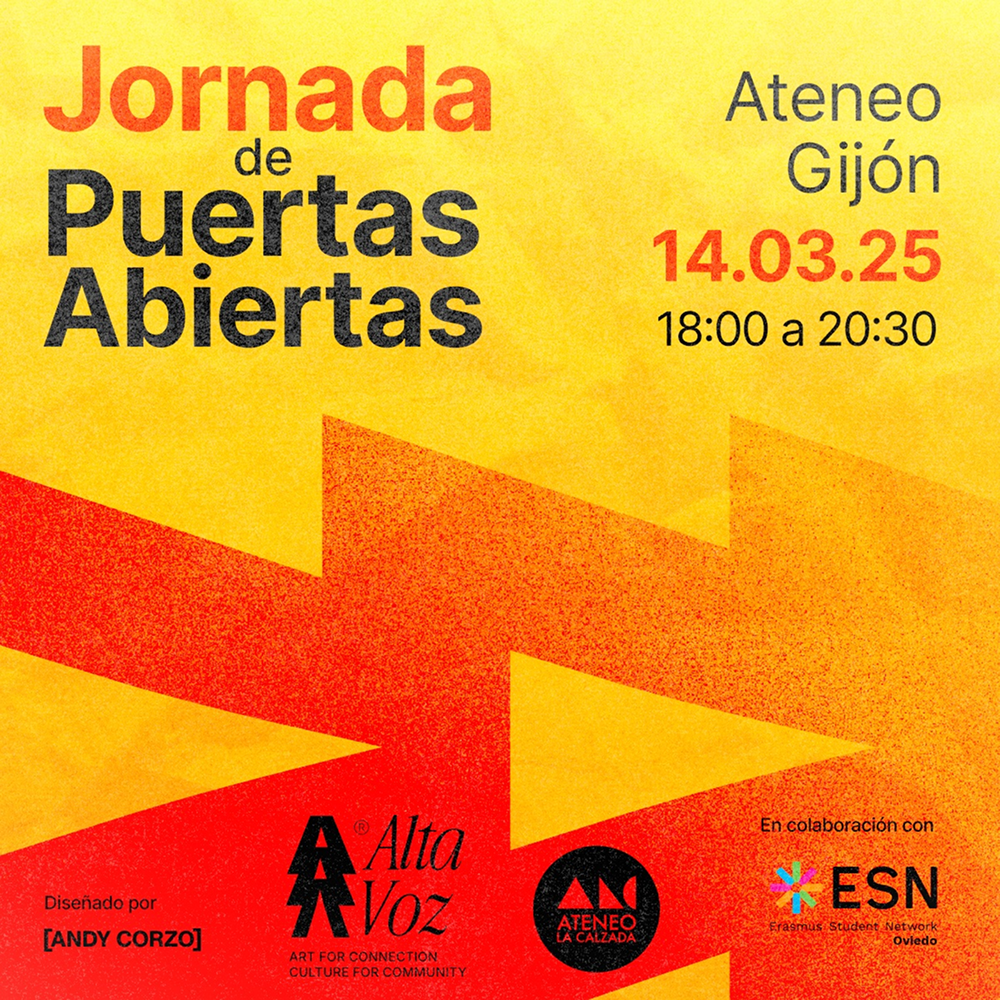 Jornada
de
Puertas
Abiertas
Ateneo
Gijón
14.03.25
18:00 a 20:30
Diseñado por
[ANDY CORZO]
® Alta
Voz
ART FOR CONNECTION
CULTURE FOR COMMUNITY
ATENEO
LA CALZADA
En colaboración con
ESN
Erasmus Student Network
Oviedo